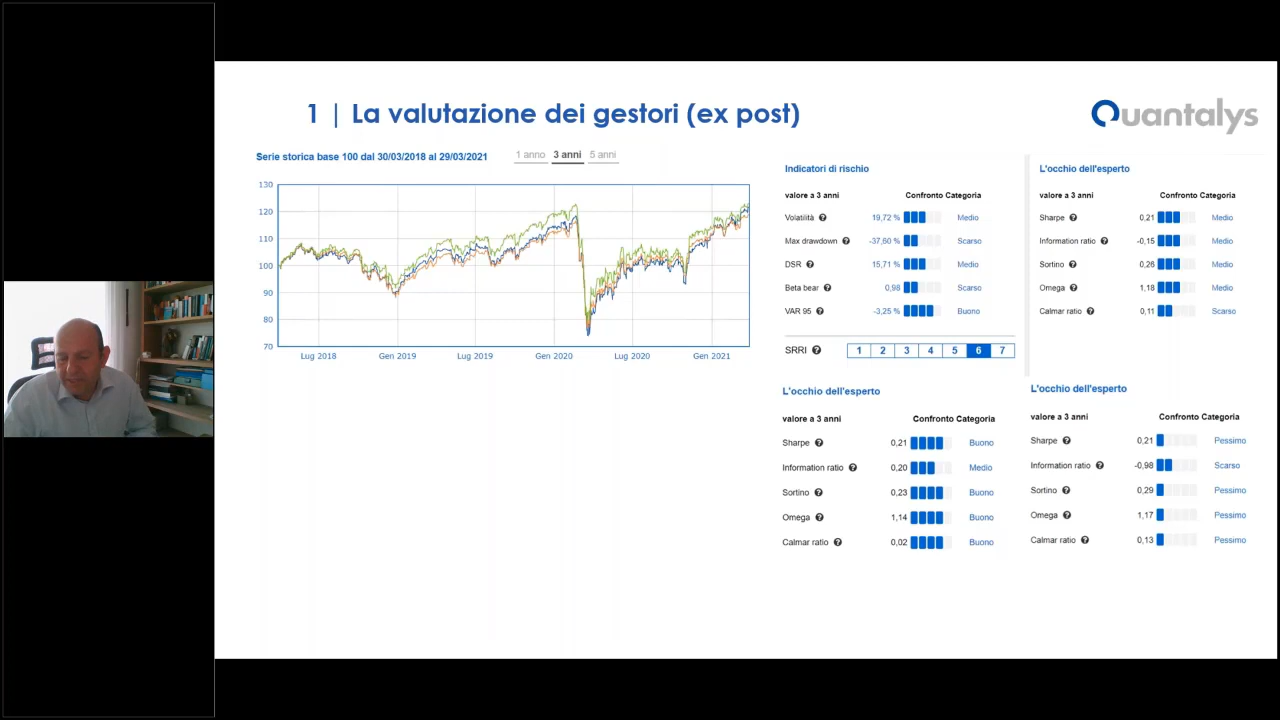 1 | La valutazione dei gestori (ex post)
Quantalys
Serie storica base 100 dal 30/03/2018 al 29/03/2021
1 anno 3 anni 5 anni
130
120
110
100
90
80
70
Lug 2018 Gen 2019 Lug 2019 Gen 2020 Lug 2020 Gen 2021
Indicatori di rischio
valore a 3 anni Confronto Categoria
Volatilità 19,72 % Medio
Max drawdown -37,60 % Scarso
DSR 15,71 % Medio
Beta bear 0,98 Scarso
VAR 95 -3,25 % Buono
SRRI 1 2 3 4 5 6 7
L'occhio dell'esperto
valore a 3 anni Confronto Categoria
Sharpe 0,21 Medio
Information ratio -0,15 Medio
Sortino 0,26 Medio
Omega 1,18 Medio
Calmar ratio 0,11 Scarso
L'occhio dell'esperto
valore a 3 anni Confronto Categoria
Sharpe 0,21 Buono
Information ratio 0,20 Medio
Sortino 0,23 Buono
Omega 1,14 Buono
Calmar ratio 0,02 Buono
L'occhio dell'esperto
valore a 3 anni Confronto Categoria
Sharpe 0,21 Pessimo
Information ratio -0,98 Scarso
Sortino 0,29 Pessimo
Omega 1,17 Pessimo
Calmar ratio 0,13 Pessimo